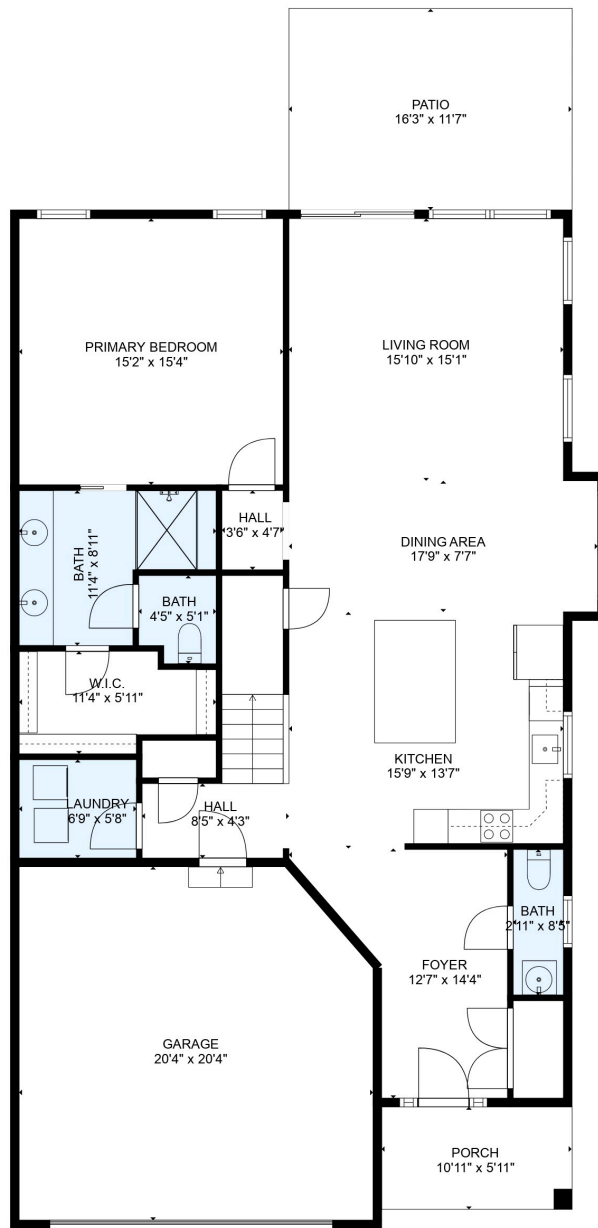 PATIO
16'3" x 11'7"
PRIMARY BEDROOM
15'2" x 15'4"
LIVING ROOM
15'10" x 15'1"
HALL
3'6" x 4'7"
DINING AREA
17'9" x 7'7"
BATH
11'4" x 8'11"
BATH
4'5" x 5'1"
W.I.C.
11'4" x 5'11"
KITCHEN
15'9" x 13'7"
LAUNDRY
6'9" x 5'8"
HALL
8'5" x 4'3"
BATH
2'11" x 8'5"
FOYER
12'7" x 14'4"
GARAGE
20'4" x 20'4"
PORCH
10'11" x 5'11"